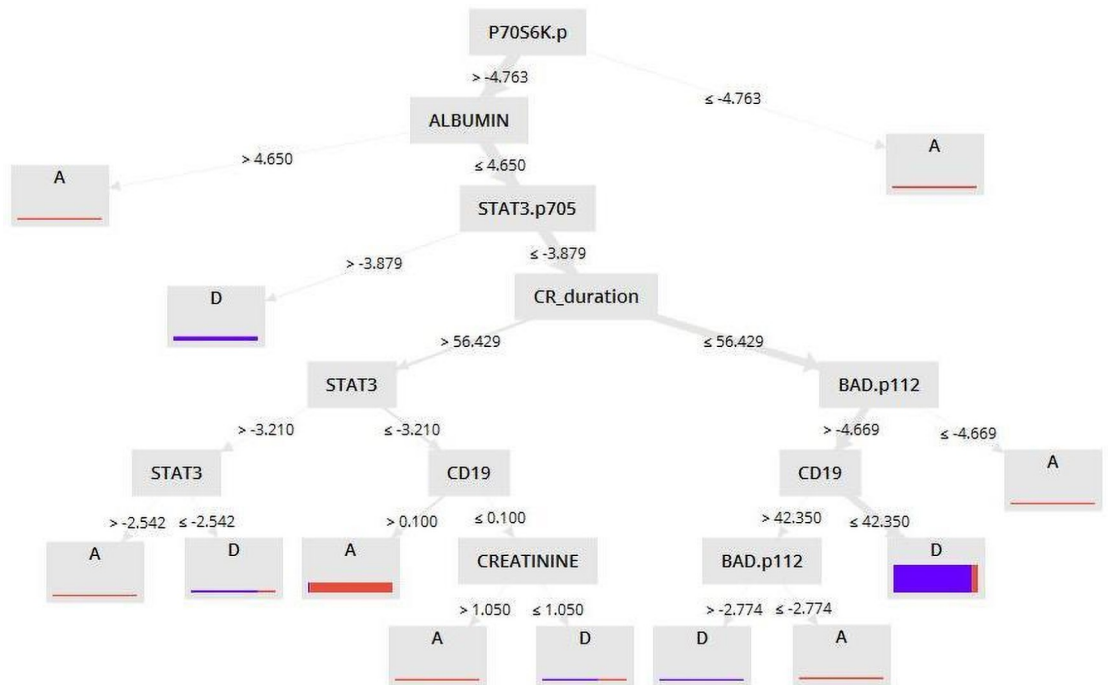 P70S6K.p
> -4.763
≤ -4.763
ALBUMIN
A
> 4.650
≤ 4.650
A
STAT3.p705
> -3.879
≤ -3.879
D
CR_duration
> 56.429
≤ 56.429
STAT3
BAD.p112
> -3.210
≤ -3.210
> -4.669
≤ -4.669
STAT3
CD19
CD19
A
> -2.542
≤ -2.542
> 0.100
≤ 0.100
> 42.350
≤ 42.350
A
D
A
CREATININE
BAD.p112
D
> 1.050
≤ 1.050
> -2.774
≤ -2.774
A
D
D
A